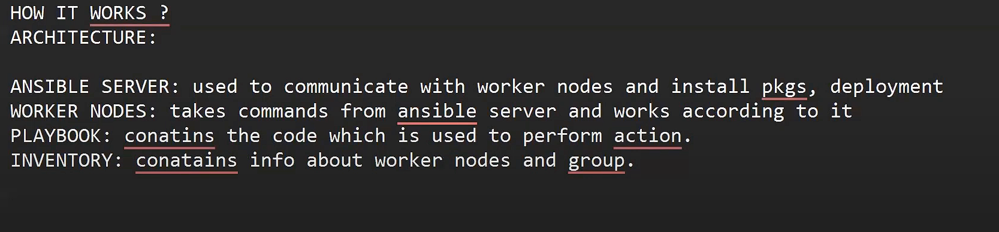 HOW IT WORKS ?
ARCHITECTURE:
ANSIBLE SERVER: used to communicate with worker nodes and install pkgs, deployment
WORKER NODES: takes commands from ansible server and works according to it
PLAYBOOK: conatins the code which is used to perform action.
INVENTORY: conatains info about worker nodes and group.